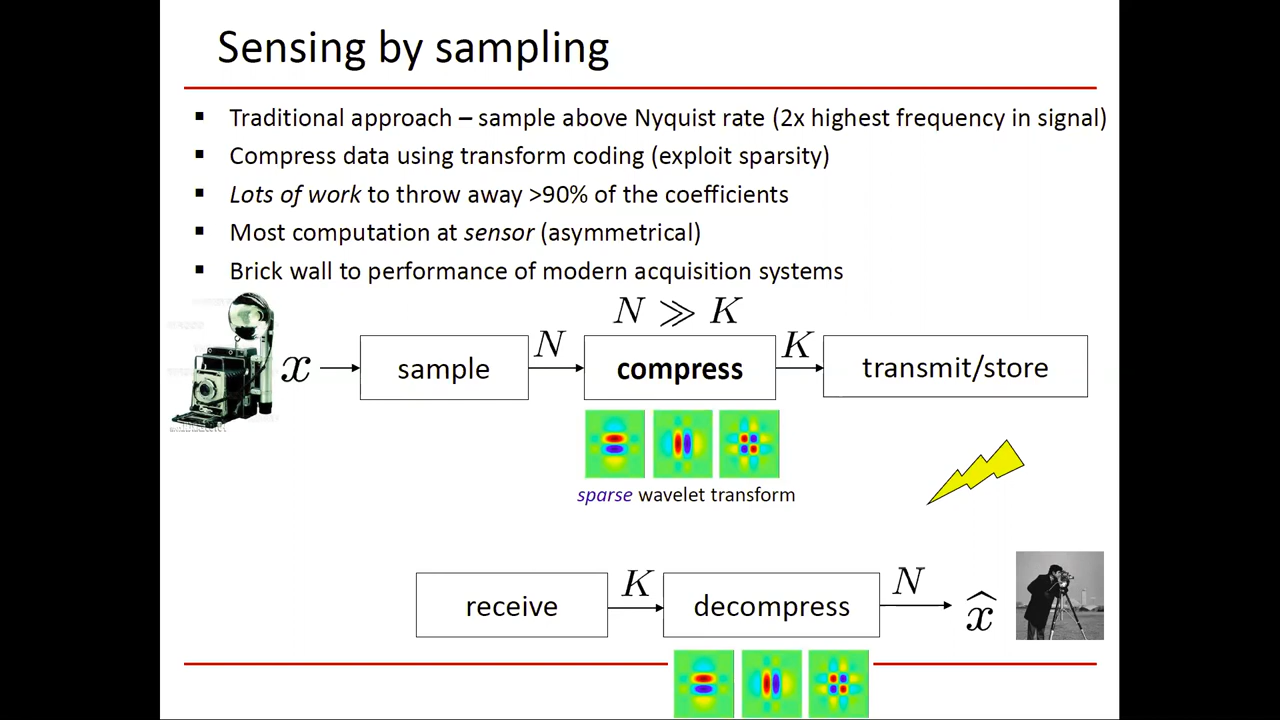 Sensing by sampling
▪ Traditional approach – sample above Nyquist rate (2x highest frequency in signal)
▪ Compress data using transform coding (exploit sparsity)
▪ Lots of work to throw away >90% of the coefficients
▪ Most computation at sensor (asymmetrical)
▪ Brick wall to performance of modern acquisition systems
N ≫ K
x
sample
N
compress
K
transmit/store
sparse wavelet transform
receive
K
decompress
N
x̂